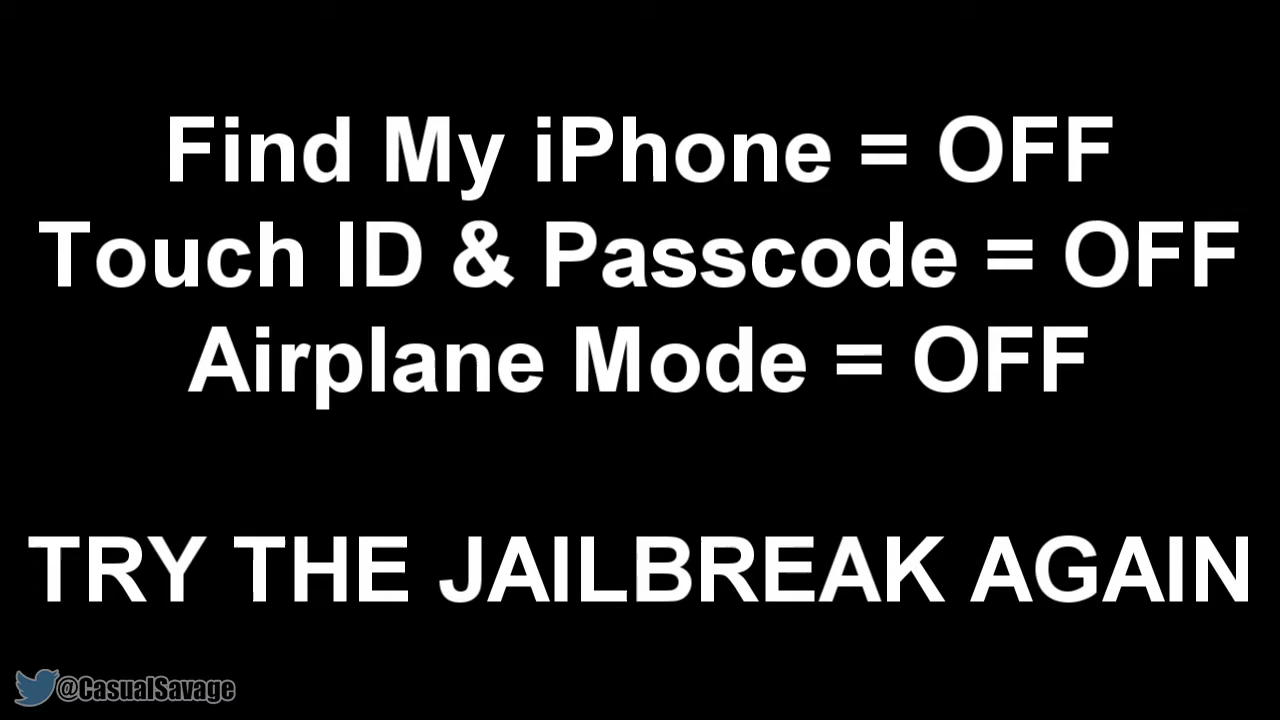 Find My iPhone = OFF
Touch ID & Passcode = OFF
Airplane Mode = OFF
TRY THE JAILBREAK AGAIN
@CasualSavage